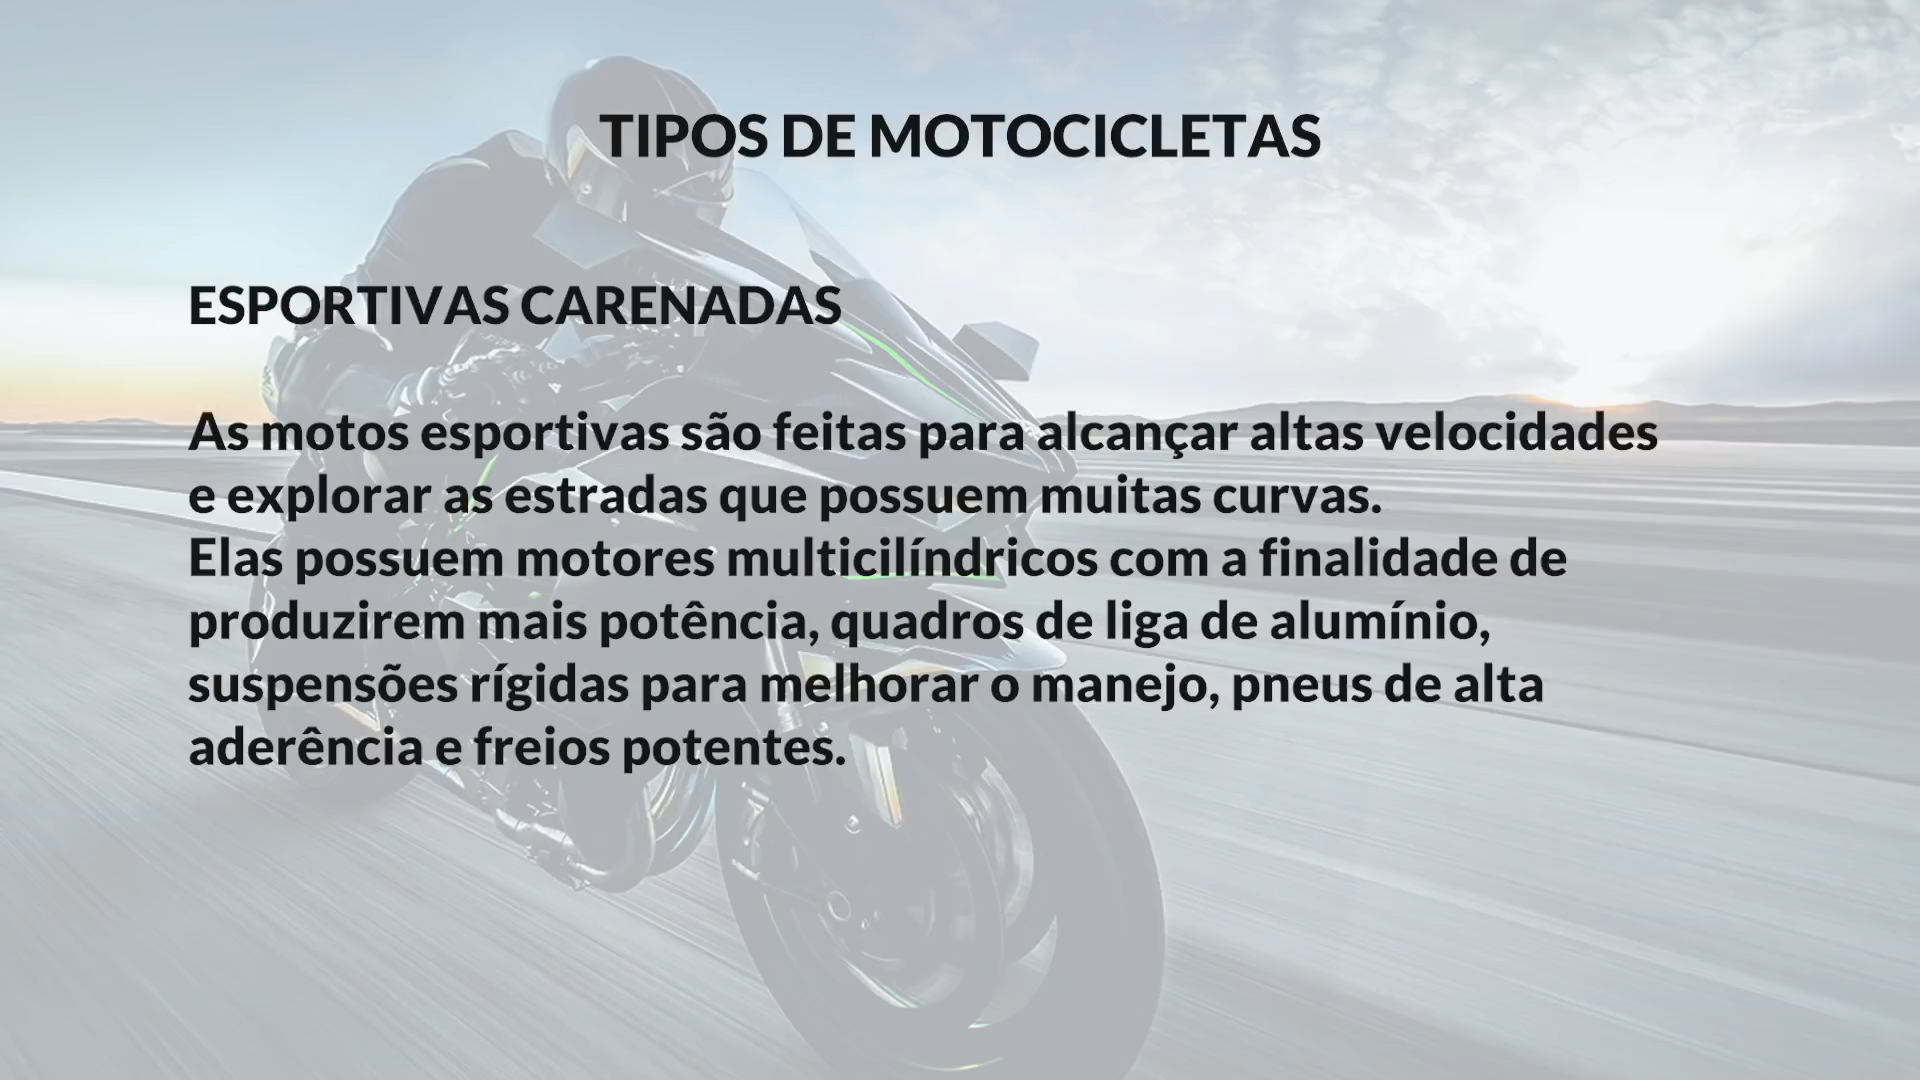 TIPOS DE MOTOCICLETAS
ESPORTIVAS CARENADAS
As motos esportivas são feitas para alcançar altas velocidades
e explorar as estradas que possuem muitas curvas.
Elas possuem motores multicilíndricos com a finalidade de
produzirem mais potência, quadros de liga de alumínio,
suspensões rígidas para melhorar o manejo, pneus de alta
aderência e freios potentes.